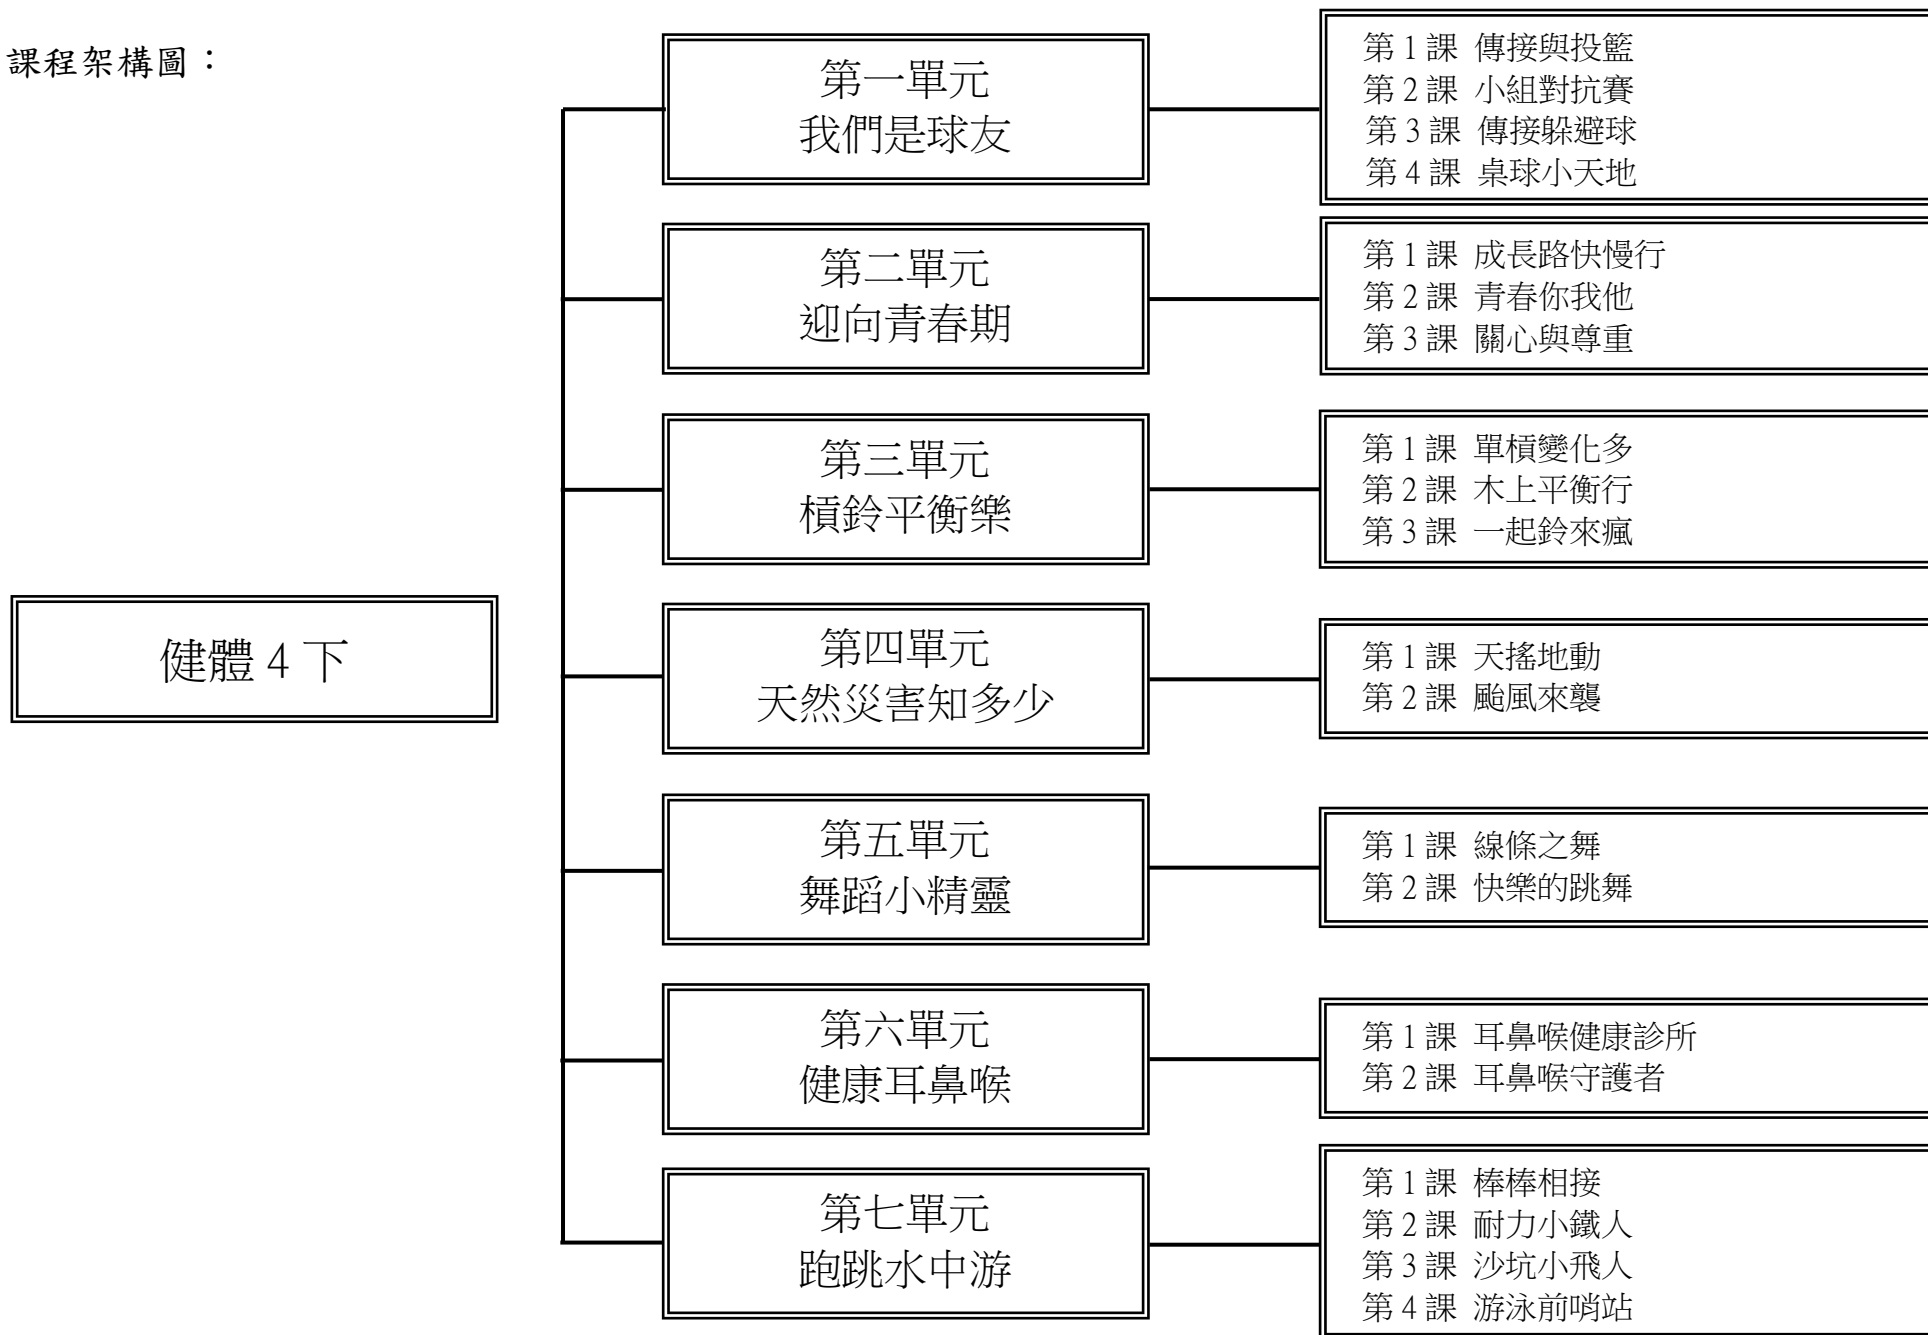 課程架構圖：
健體 4 下
第一單元
我們是球友
第 1 課 傳接與投籃
第 2 課 小組對抗賽
第 3 課 傳接躲避球
第 4 課 桌球小天地
第二單元
迎向青春期
第 1 課 成長路快慢行
第 2 課 青春你我他
第 3 課 關心與尊重
第三單元
槓鈴平衡樂
第 1 課 單槓變化多
第 2 課 木上平衡行
第 3 課 一起鈴來瘋
第四單元
天然災害知多少
第 1 課 天搖地動
第 2 課 颱風來襲
第五單元
舞蹈小精靈
第 1 課 線條之舞
第 2 課 快樂的跳舞
第六單元
健康耳鼻喉
第 1 課 耳鼻喉健康診所
第 2 課 耳鼻喉守護者
第七單元
跑跳水中游
第 1 課 棒棒相接
第 2 課 耐力小鐵人
第 3 課 沙坑小飛人
第 4 課 游泳前哨站